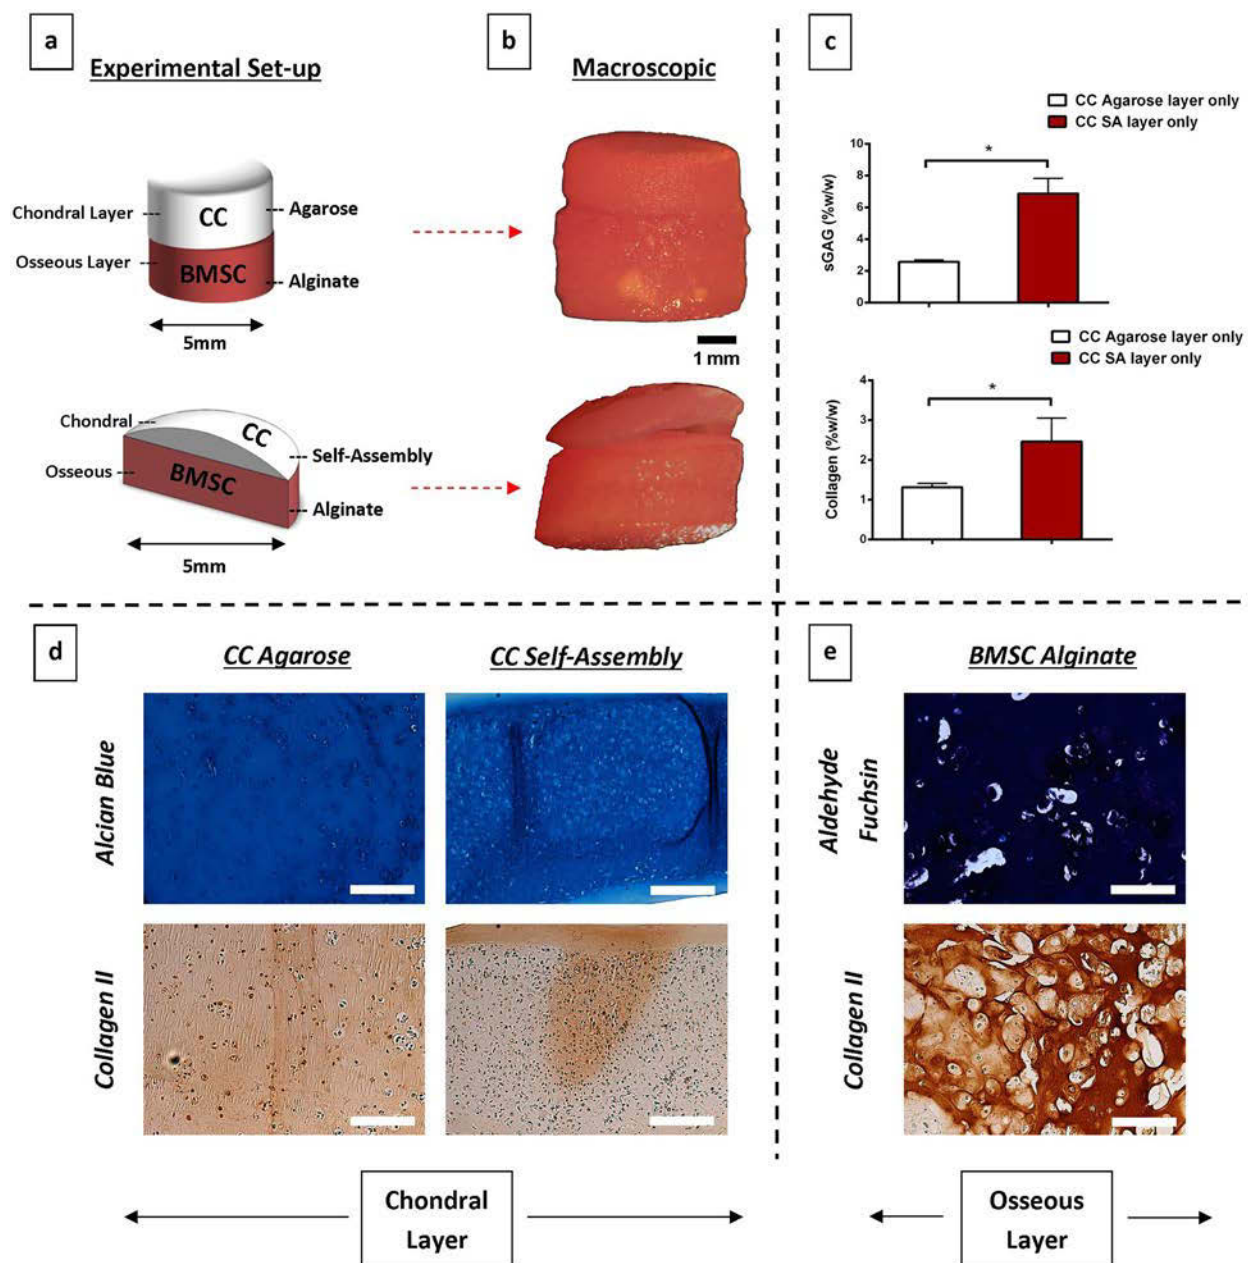 a
Experimental Set-up
Chondral Layer
CC
Agarose
Osseous Layer
BMSC
Alginate
5mm
Chondral
CC
Self-Assembly
Osseous
BMSC
Alginate
5mm
b
Macroscopic
1 mm
c
CC Agarose layer only
CC SA layer only
*
sGAG (%w/w)
10
8
6
4
2
0
CC Agarose layer only
CC SA layer only
*
Collagen (%w/w)
4
3
2
1
0
d
CC Agarose
CC Self-Assembly
Alcian Blue
Collagen II
Chondral
Layer
e
BMSC Alginate
Aldehyde
Fuchsin
Collagen II
Osseous
Layer